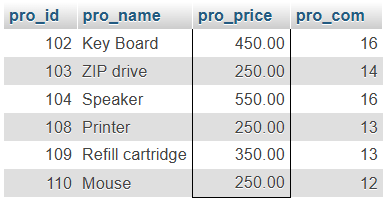 pro_id pro_name pro_price pro_com
102 Key Board 450.00 16
103 ZIP drive 250.00 14
104 Speaker 550.00 16
108 Printer 250.00 13
109 Refill cartridge 350.00 13
110 Mouse 250.00 12